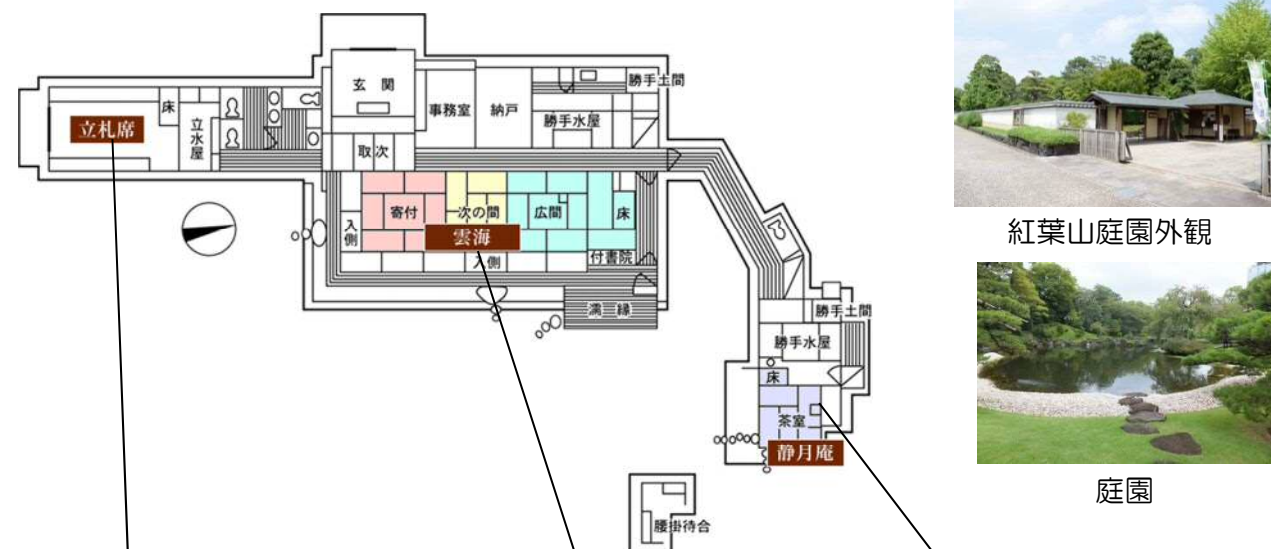 玄関
事務室
納戸
勝手土間
勝手水屋
床
立水屋
立札席
取次
入側
寄付
次の間
広間
床
雲海
入側
付書院
濡縁
勝手土間
勝手水屋
床
茶室
静月庵
腰掛待合
紅葉山庭園外観
庭園